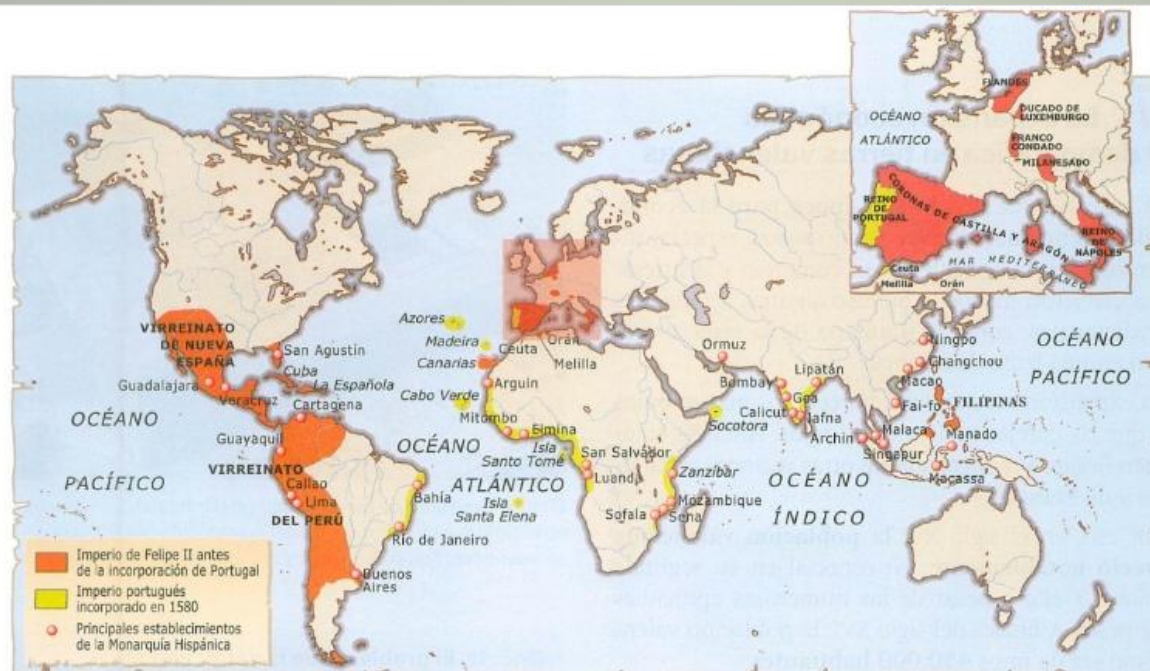 FLANDES
DUCADO DE
LUXEMBURGO
OCÉANO
ATLÁNTICO
FRANCO
CONDADO
MILANESADO
REINO
DE
PORTUGAL
CORONAS DE CASTILLA Y ARAGÓN
REINO
DE
NÁPOLES
MAR MEDITERRÁNEO
Ceuta
Melilla
Orán
VIRREINATO
DE NUEVA
ESPAÑA
San Agustín
Cuba
La Española
Guadalajara
Veracruz
Cartagena
OCÉANO
PACÍFICO
Guayaquil
VIRREINATO
Callao
Lima
DEL PERÚ
Bahía
Río de Janeiro
Buenos
Aires
Azores
Madeira
Canarias
Cabo Verde
Ceuta
Orán
Melilla
Arguin
Mitombo
Elmina
OCÉANO
ATLÁNTICO
Isla
Santo Tomé
San Salvador
Luanda
Isla
Santa Elena
Ormuz
Socotora
Zanzíbar
Mozambique
Sofala
Sena
Bombay
Lipatán
Goa
Calicut
Jafna
OCÉANO
ÍNDICO
Ningpo
Changchou
Macao
Fai-fo
FILIPINAS
Malaca
Manado
Archin
Singapur
Macassa
OCÉANO
PACÍFICO
Imperio de Felipe II antes
de la incorporación de Portugal
Imperio portugués
incorporado en 1580
Principales establecimientos
de la Monarquía Hispánica